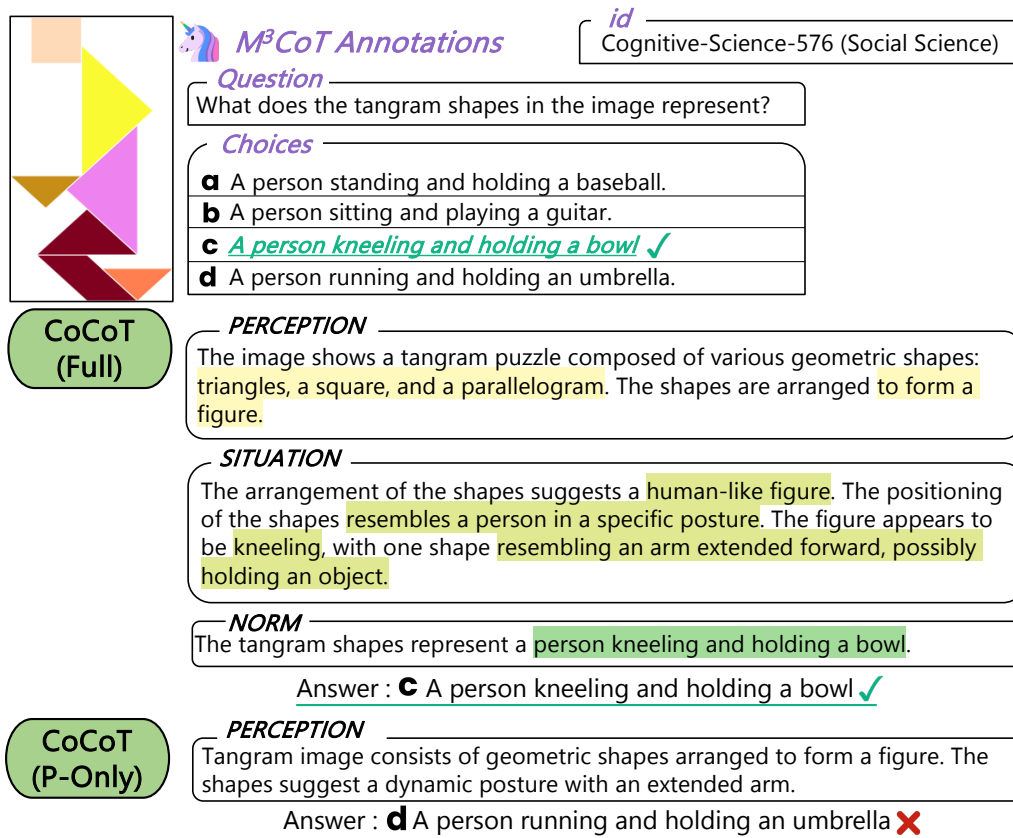 M³CoT Annotations
id
Cognitive-Science-576 (Social Science)
Question
What does the tangram shapes in the image represent?
Choices
a A person standing and holding a baseball.
b A person sitting and playing a guitar.
c A person kneeling and holding a bowl ✓
d A person running and holding an umbrella.
CoCoT
(Full)
PERCEPTION
The image shows a tangram puzzle composed of various geometric shapes:
triangles, a square, and a parallelogram. The shapes are arranged to form a
figure.
SITUATION
The arrangement of the shapes suggests a human-like figure. The positioning
of the shapes resembles a person in a specific posture. The figure appears to
be kneeling, with one shape resembling an arm extended forward, possibly
holding an object.
NORM
The tangram shapes represent a person kneeling and holding a bowl.
Answer : c A person kneeling and holding a bowl ✓
CoCoT
(P-Only)
PERCEPTION
Tangram image consists of geometric shapes arranged to form a figure. The
shapes suggest a dynamic posture with an extended arm.
Answer : d A person running and holding an umbrella ✗